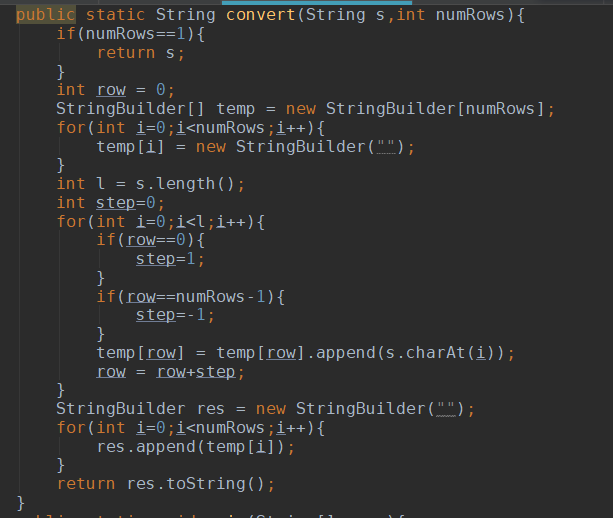 public static String convert(String s,int numRows){
    if(numRows==1){
        return s;
    }
    int row = 0;
    StringBuilder[] temp = new StringBuilder[numRows];
    for(int i=0;i<numRows;i++){
        temp[i] = new StringBuilder("");
    }
    int l = s.length();
    int step=0;
    for(int i=0;i<l;i++){
        if(row==0){
            step=1;
        }
        if(row==numRows-1){
            step=-1;
        }
        temp[row] = temp[row].append(s.charAt(i));
        row = row+step;
    }
    StringBuilder res = new StringBuilder("");
    for(int i=0;i<numRows;i++){
        res.append(temp[i]);
    }
    return res.toString();
}